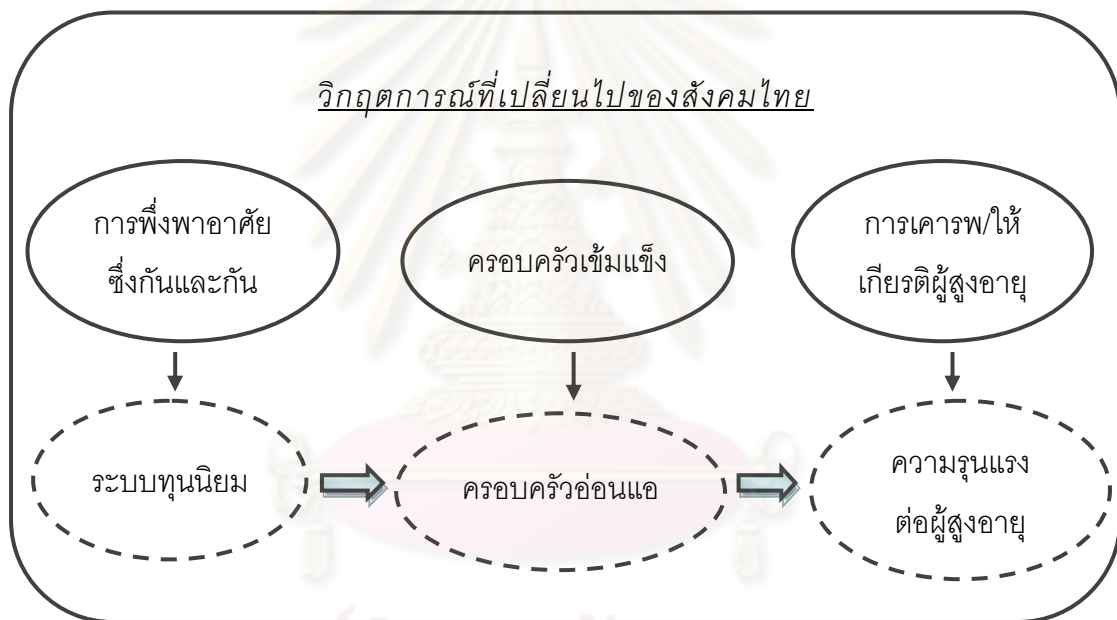 วิกฤตการณ์ที่เปลี่ยนไปของสังคมไทย
การพึ่งพาอาศัย
ซึ่งกันและกัน
ครอบครัวเข้มแข็ง
การเคารพ/ให้
เกียรติผู้สูงอายุ
ระบบทุนนิยม
ครอบครัวอ่อนแอ
ความรุนแรง
ต่อผู้สูงอายุ